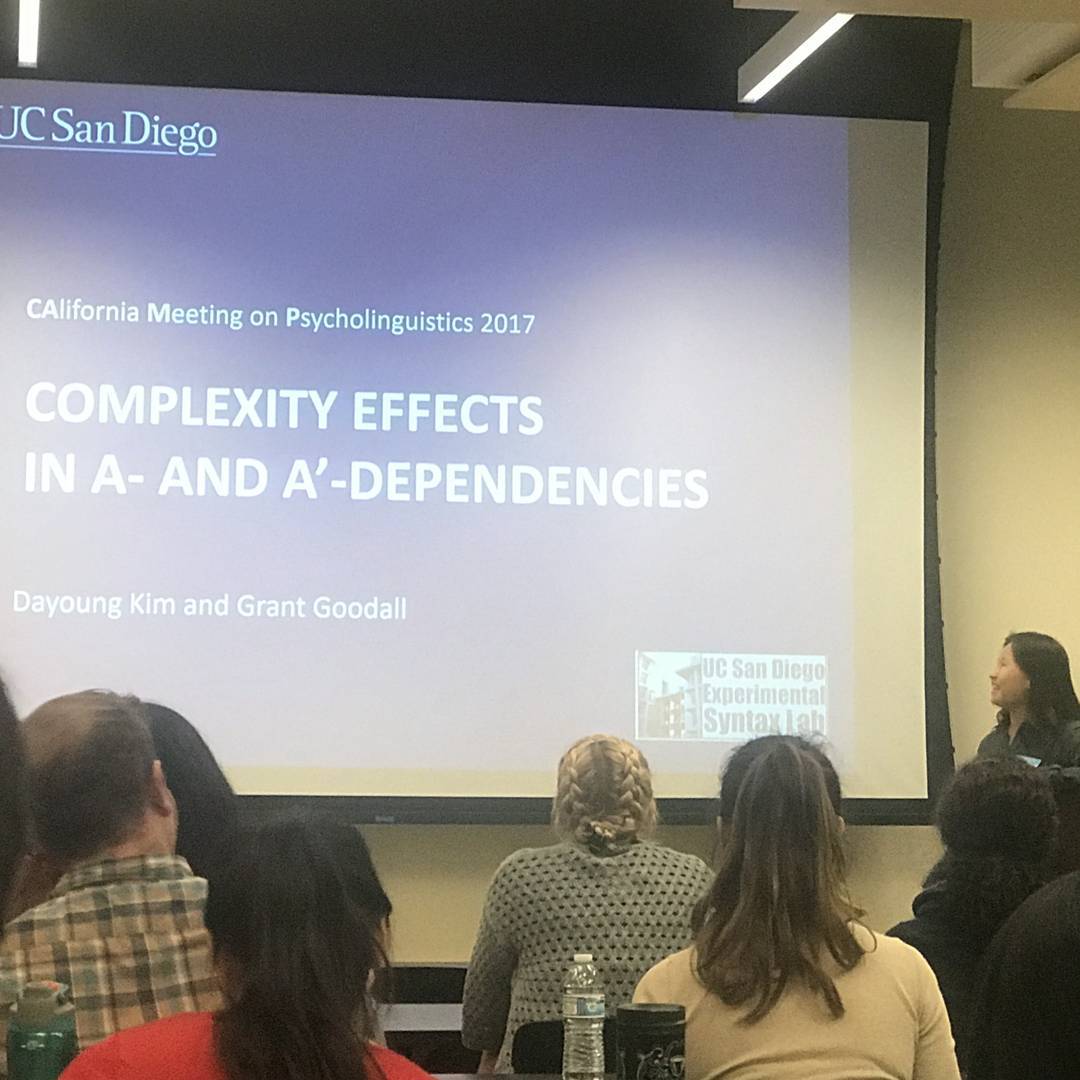 UC San Diego
CAlifornia Meeting on Psycholinguistics 2017
COMPLEXITY EFFECTS
IN A- AND A’-DEPENDENCIES
Dayoung Kim and Grant Goodall
UC San Diego
Experimental
Syntax Lab